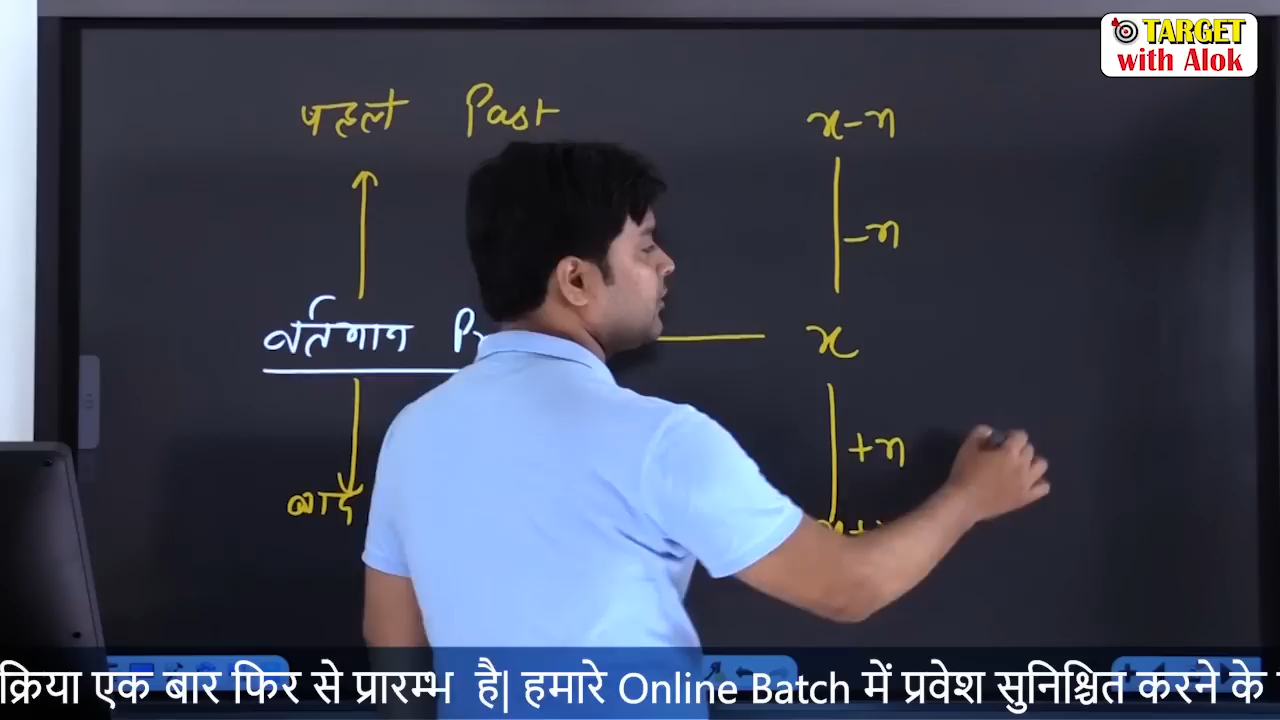 TARGET
with Alok
पहले Past x-n
-n
वर्तमान x
+n
बाद
क्रिया एक बार फिर से प्रारम्भ है| हमारे Online Batch में प्रवेश सुनिश्चित करने के